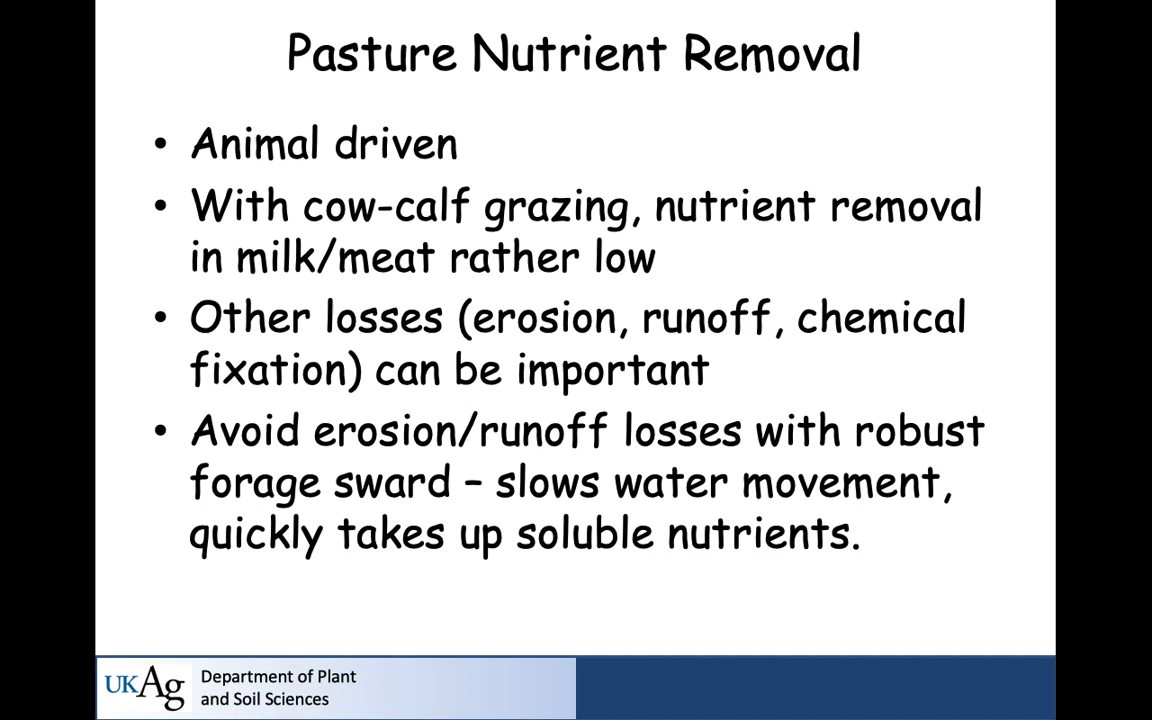 Pasture Nutrient Removal
• Animal driven
• With cow-calf grazing, nutrient removal
in milk/meat rather low
• Other losses (erosion, runoff, chemical
fixation) can be important
• Avoid erosion/runoff losses with robust
forage sward – slows water movement,
quickly takes up soluble nutrients.
UKAg
Department of Plant
and Soil Sciences